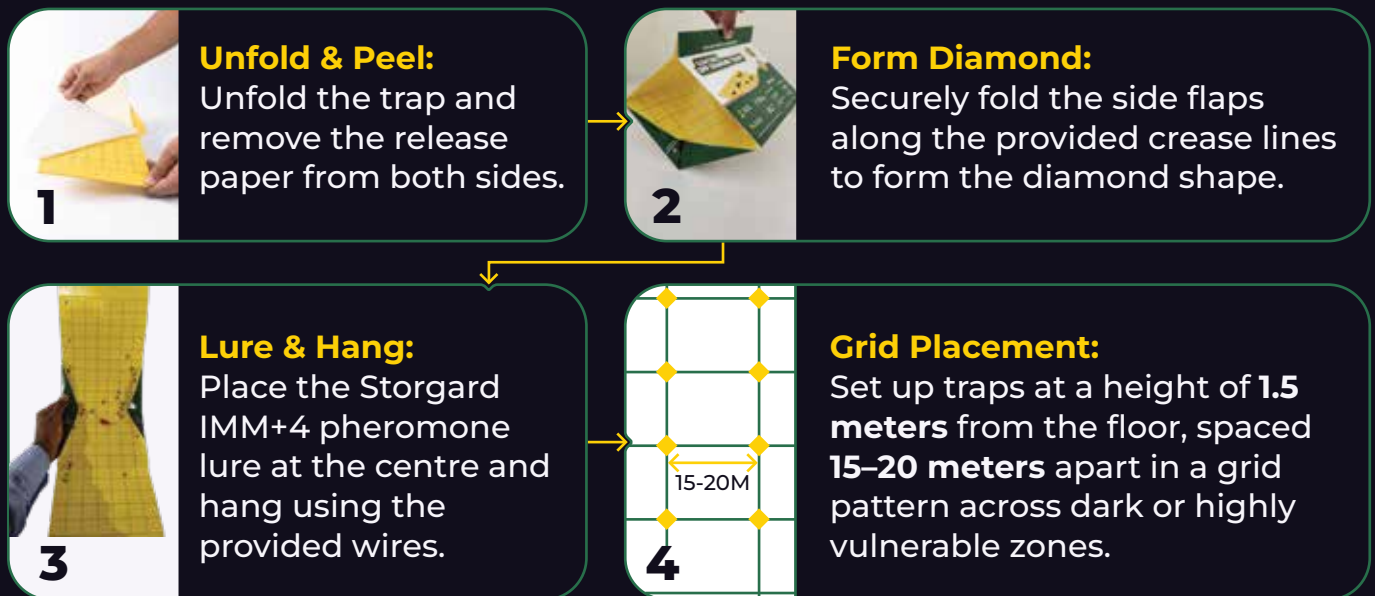 Unfold & Peel:
Unfold the trap and
remove the release
paper from both sides.
1
Form Diamond:
Securely fold the side flaps
along the provided crease lines
to form the diamond shape.
2
Lure & Hang:
Place the Storgard
IMM+4 pheromone
lure at the centre and
hang using the
provided wires.
3
Grid Placement:
Set up traps at a height of 1.5
meters from the floor, spaced
15–20 meters apart in a grid
pattern across dark or highly
vulnerable zones.
15-20M
4